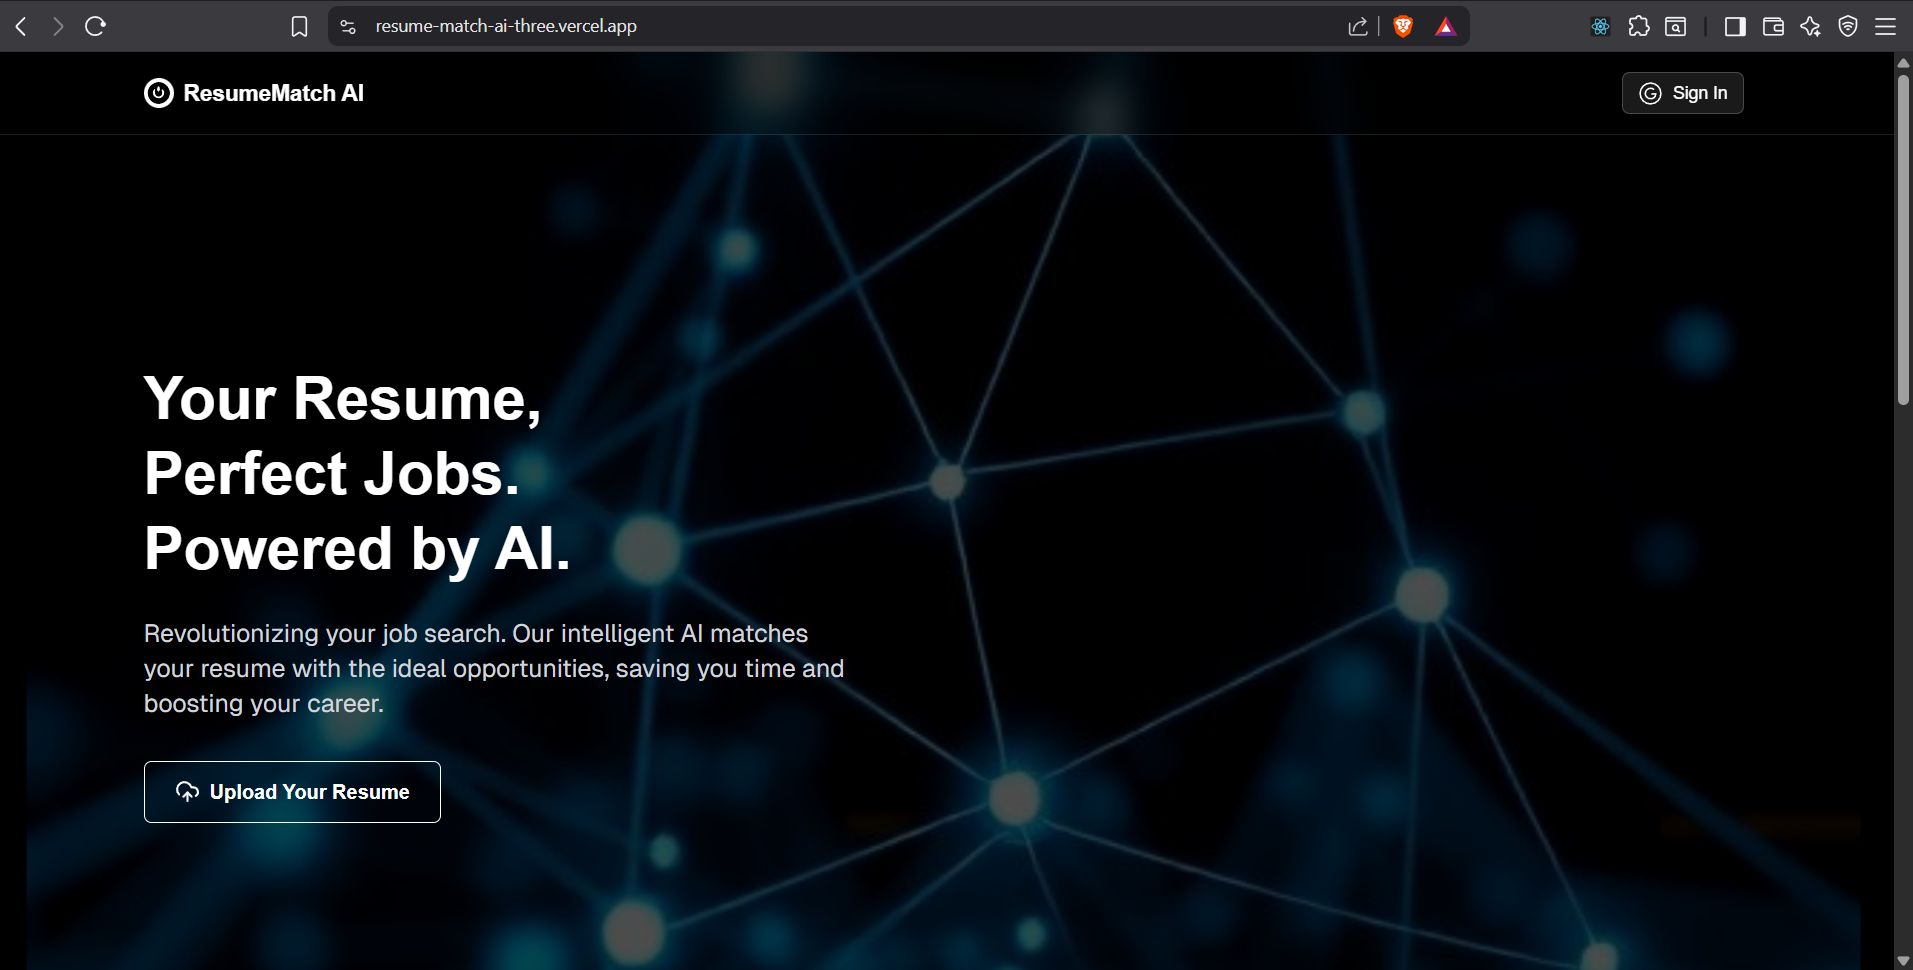 resume-match-ai-three.vercel.app
ResumeMatch AI
Sign In
Your Resume,
Perfect Jobs.
Powered by AI.
Revolutionizing your job search. Our intelligent AI matches
your resume with the ideal opportunities, saving you time and
boosting your career.
Upload Your Resume